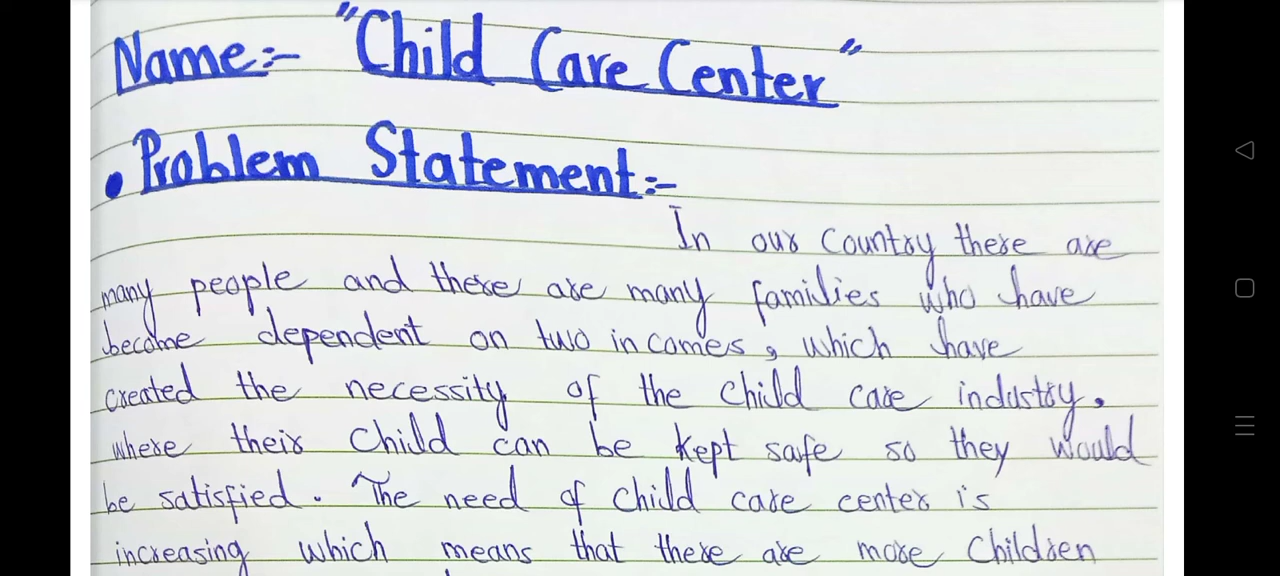 Name:- "Child Care Center"
• Problem Statement:-
In our Country there are
many people and there are many families who have
become dependent on two incomes, which have
created the necessity of the child care industry.
where their child can be kept safe so they would
be satisfied. The need of child care center is
increasing which means that there are more children